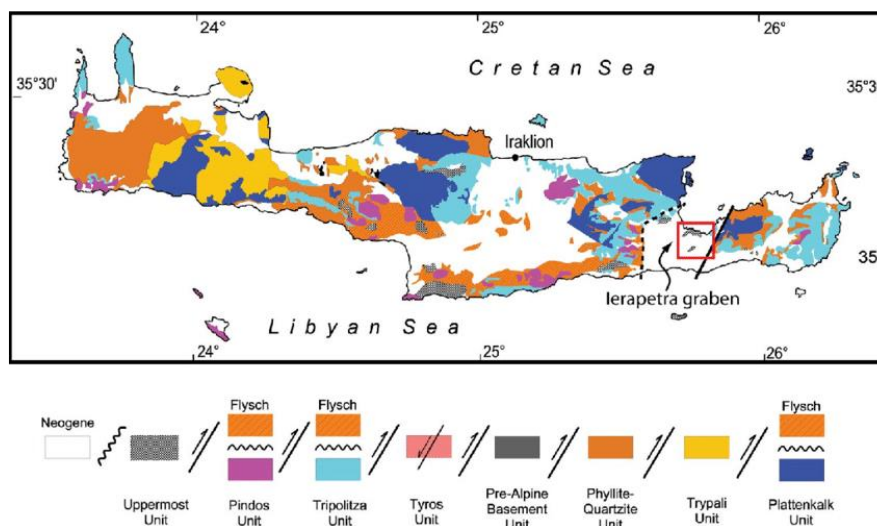 24°
25°
26°
35°30'
Cretan Sea
35°3
Iraklion
35°
Ierapetra graben
Libyan Sea
24°
25°
26°
Neogene
Flysch
Flysch
Flysch
Uppermost
Unit
Pindos
Unit
Tripolitza
Unit
Tyros
Unit
Pre-Alpine
Basement
Unit
Phyllite-
Quartzite
Unit
Trypali
Unit
Plattenkalk
Unit